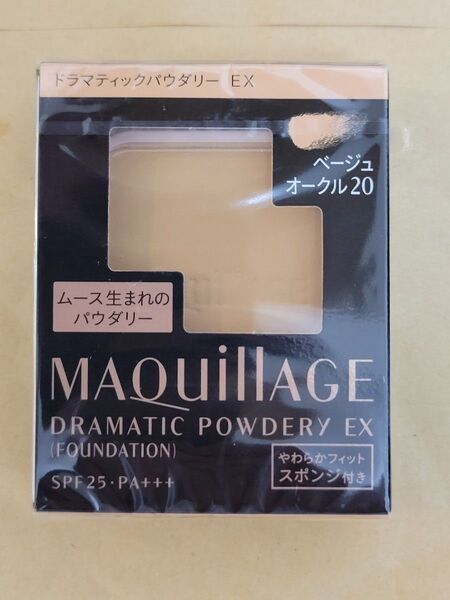 ドラマティックパウダリー EX
ベージュ
オークル20
ムース生まれの
パウダリー
MAQuillAGE
DRAMATIC POWDERY EX
(FOUNDATION)
SPF25・PA+++
やわらかフィット
スポンジ付き